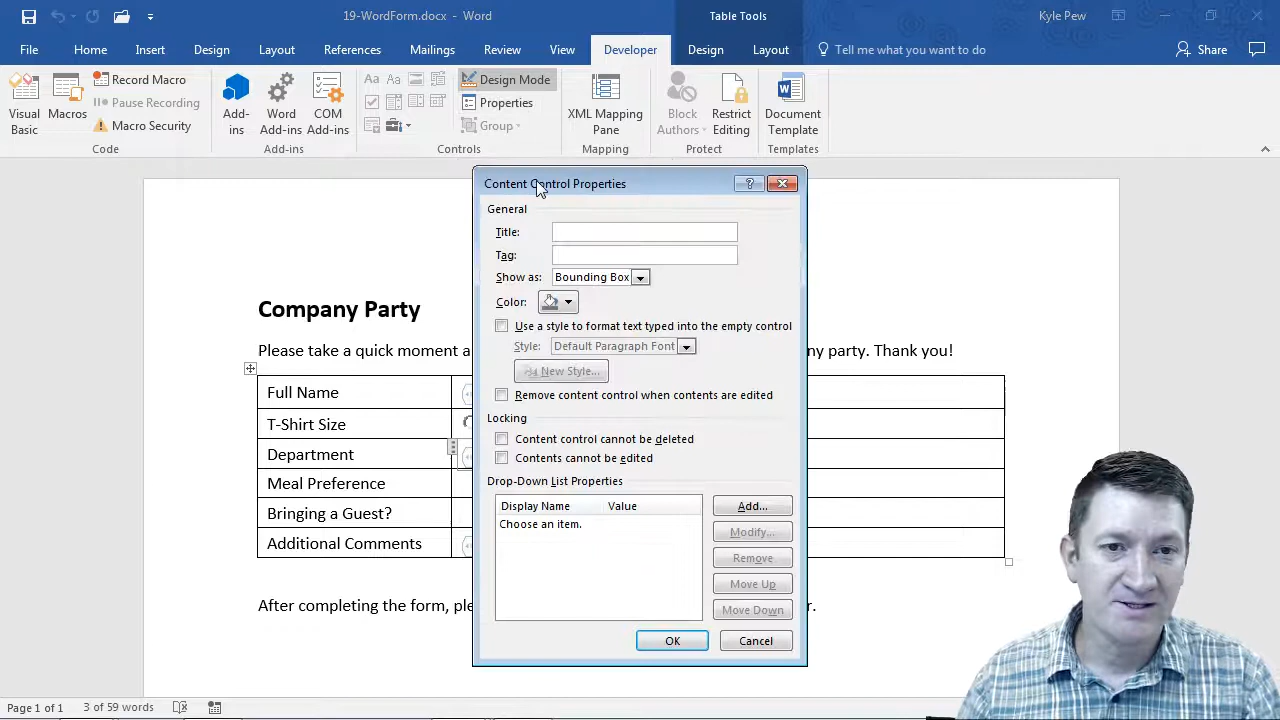 19-WordForm.docx - Word
Table Tools
Kyle Pew
File Home Insert Design Layout References Mailings Review View Developer Design Layout Tell me what you want to do Share
Visual Basic
Macros
Record Macro
Pause Recording
Macro Security
Code
Add-ins
Word Add-ins
COM Add-ins
Add-ins
Aa Aa
Design Mode
Properties
Group
Controls
XML Mapping Pane
Mapping
Block Authors
Restrict Editing
Protect
Document Template
Templates
Content Control Properties
General
Title:
Tag:
Show as: Bounding Box
Color:
Use a style to format text typed into the empty control
Style: Default Paragraph Font
New Style...
Remove content control when contents are edited
Locking
Content control cannot be deleted
Contents cannot be edited
Drop-Down List Properties
Display Name Value
Choose an item.
Add...
Modify...
Remove
Move Up
Move Down
OK Cancel
Company Party
Please take a quick moment a
ny party. Thank you!
Full Name
T-Shirt Size
Department
Meal Preference
Bringing a Guest?
Additional Comments
After completing the form, ple
r.
Page 1 of 1 3 of 59 words